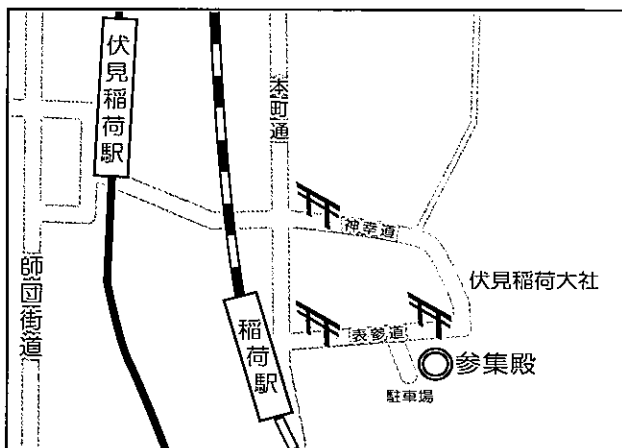 伏見稲荷駅
本町通
神幸道
師団街道
伏見稲荷大社
稲荷駅
表参道
参集殿
駐車場